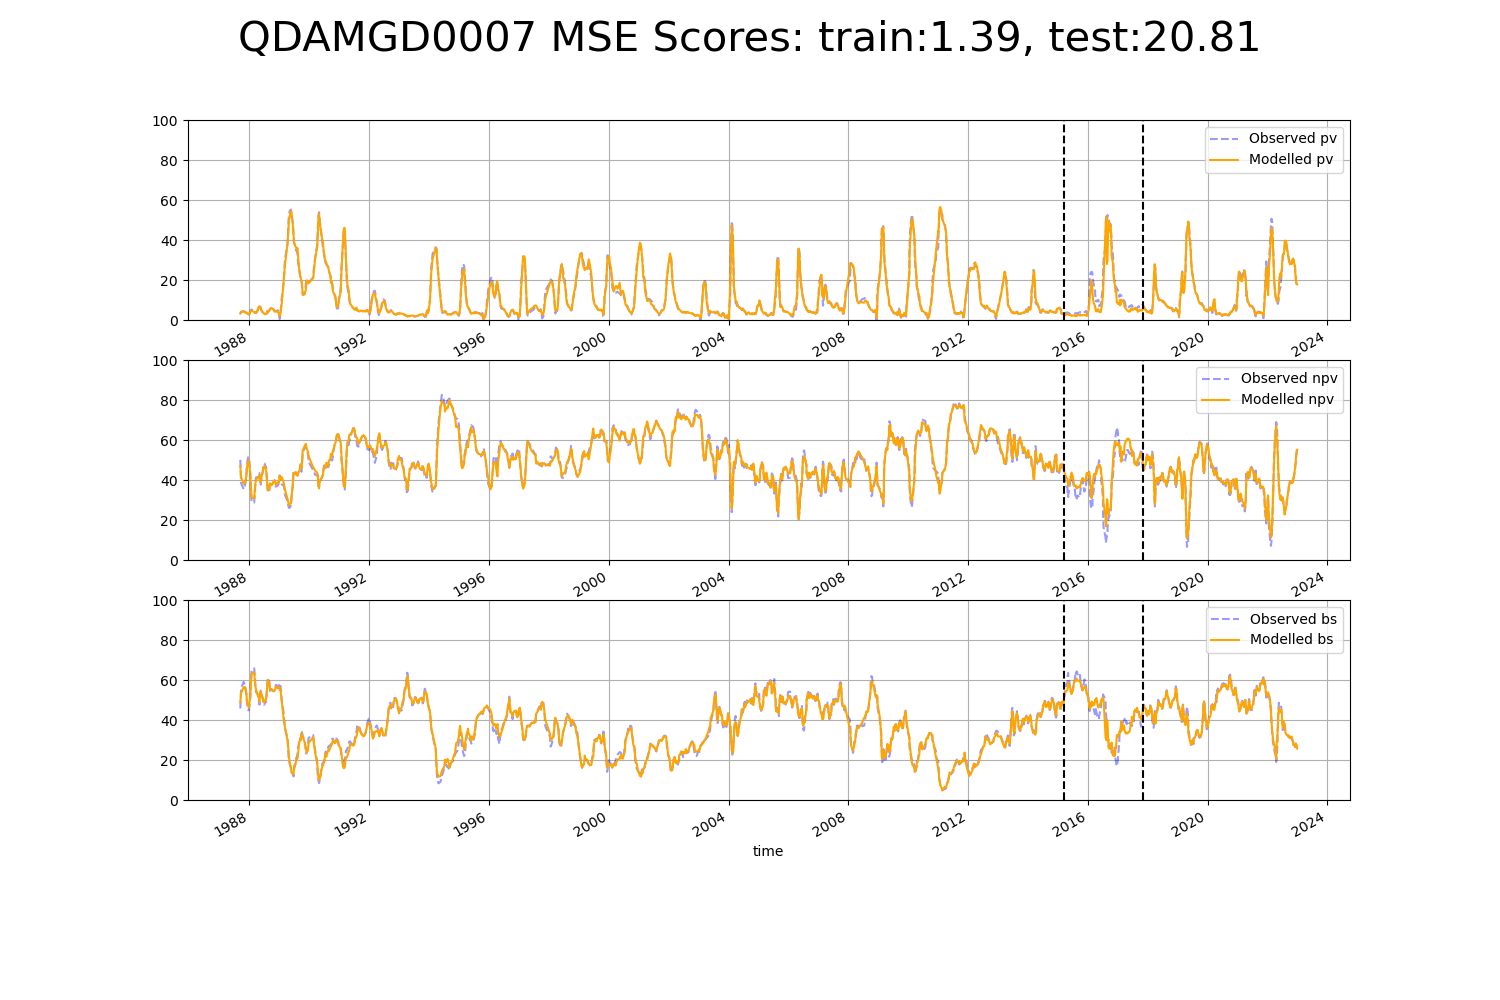 QDAMGD0007 MSE Scores: train:1.39, test:20.81
100
80
60
40
20
0
Observed pv
Modelled pv
1988 1992 1996 2000 2004 2008 2012 2016 2020 2024
100
80
60
40
20
0
Observed npv
Modelled npv
1988 1992 1996 2000 2004 2008 2012 2016 2020 2024
100
80
60
40
20
0
Observed bs
Modelled bs
1988 1992 1996 2000 2004 2008 2012 2016 2020 2024
time